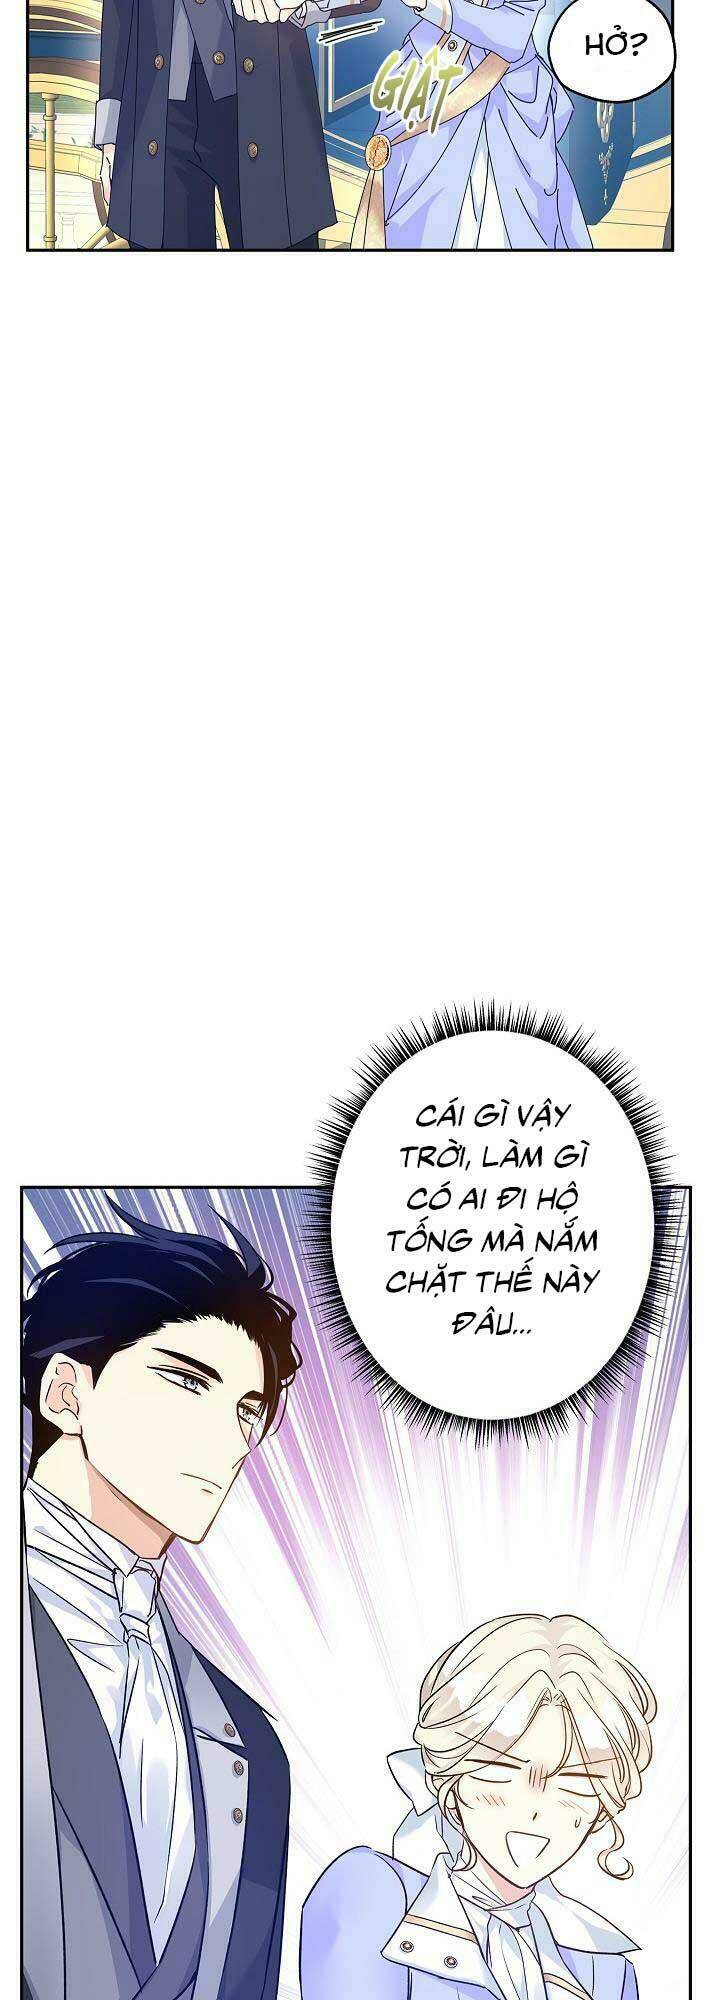 HỞ?
GIẬT
CÁI GÌ VẬY
TRỜI, LÀM GÌ
CÓ AI ĐI HỘ
TỐNG MÀ NẮM
CHẶT THẾ NÀY
ĐÂU...